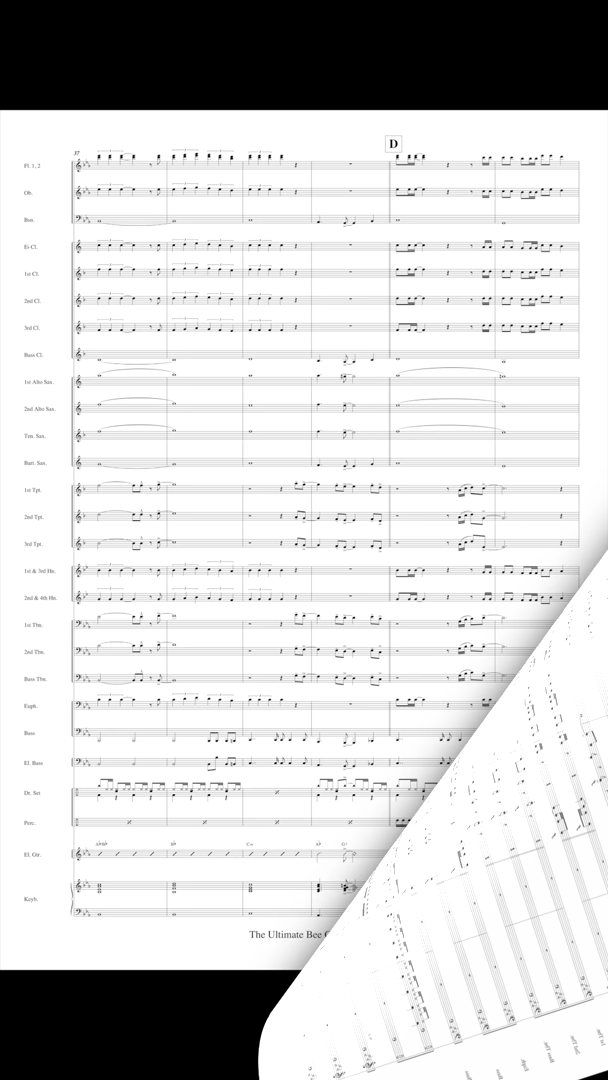 D
37
Fl. 1, 2
Ob.
Bsn.
E♭ Cl.
1st Cl.
2nd Cl.
3rd Cl.
Bass Cl.
1st Alto Sax.
2nd Alto Sax.
Ten. Sax.
Bari. Sax.
1st Tpt.
2nd Tpt.
3rd Tpt.
1st & 3rd Hn.
2nd & 4th Hn.
1st Tbn.
2nd Tbn.
Bass Tbn.
Euph.
Bass
El. Bass
Dr. Set
Perc.
El. Gtr.
Keyb.
The Ultimate Bee